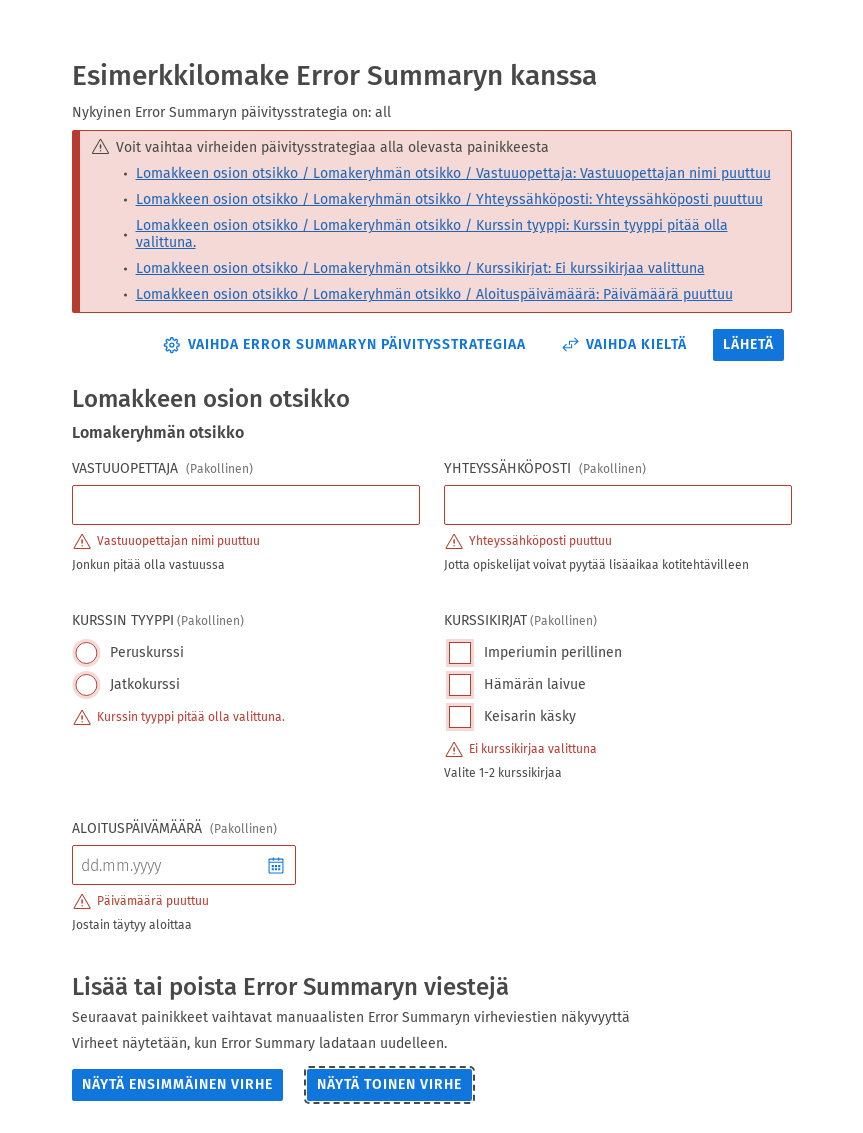 Esimerkkilomake Error Summaryn kanssa
Nykyinen Error Summaryn päivitysstrategia on: all
Voit vaihtaa virheiden päivitysstrategiaa alla olevasta painikkeesta
• Lomakkeen osion otsikko / Lomakeryhmän otsikko / Vastuuopettaja: Vastuuopettajan nimi puuttuu
• Lomakkeen osion otsikko / Lomakeryhmän otsikko / Yhteyssähköposti: Yhteyssähköposti puuttuu
• Lomakkeen osion otsikko / Lomakeryhmän otsikko / Kurssin tyyppi: Kurssin tyyppi pitää olla
valittuna.
• Lomakkeen osion otsikko / Lomakeryhmän otsikko / Kurssikirjat: Ei kurssikirjaa valittuna
• Lomakkeen osion otsikko / Lomakeryhmän otsikko / Aloituspäivämäärä: Päivämäärä puuttuu
VAIHDA ERROR SUMMARYN PÄIVITYSSTRATEGIAA VAIHDA KIELTÄ LÄHETÄ
Lomakkeen osion otsikko
Lomakeryhmän otsikko
VASTUUOPETTAJA (Pakollinen)
Vastuuopettajan nimi puuttuu
Jonkun pitää olla vastuussa
YHTEYSSÄHKÖPOSTI (Pakollinen)
Yhteyssähköposti puuttuu
Jotta opiskelijat voivat pyytää lisäaikaa kotitehtävilleen
KURSSIN TYYPPI (Pakollinen)
Peruskurssi
Jatkokurssi
Kurssin tyyppi pitää olla valittuna.
KURSSIKIRJAT (Pakollinen)
Imperiumin perillinen
Hämärän laivue
Keisarin käsky
Ei kurssikirjaa valittuna
Valite 1-2 kurssikirjaa
ALOITUSPÄIVÄMÄÄRÄ (Pakollinen)
dd.mm.yyyy
Päivämäärä puuttuu
Jostain täytyy aloittaa
Lisää tai poista Error Summaryn viestejä
Seuraavat painikkeet vaihtavat manuaalisten Error Summaryn virheviestien näkyvyyttä
Virheet näytetään, kun Error Summary ladataan uudelleen.
NÄYTÄ ENSIMMÄINEN VIRHE NÄYTÄ TOINEN VIRHE